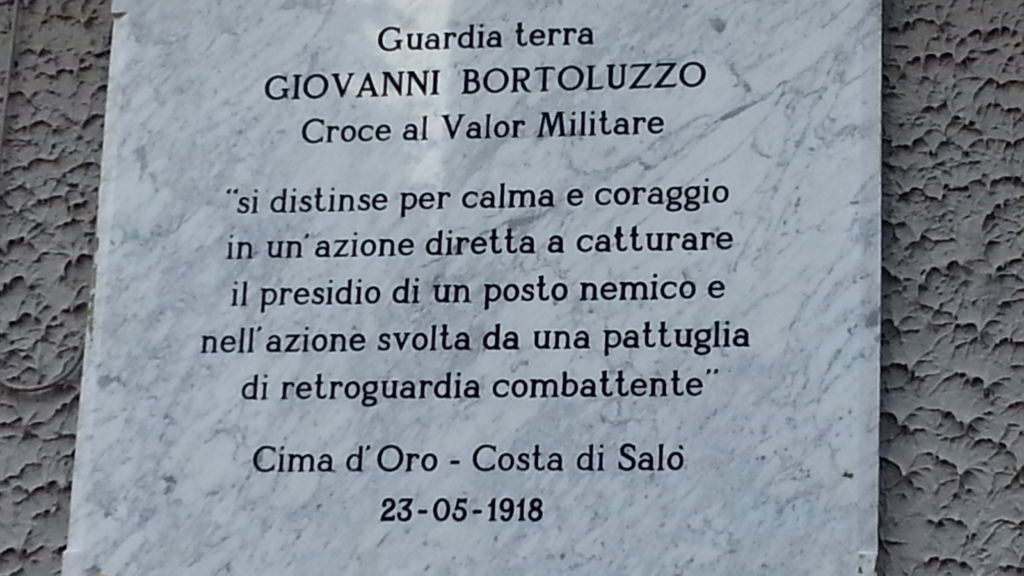 Guardia terra
GIOVANNI BORTOLUZZO
Croce al Valor Militare
"si distinse per calma e coraggio
in un'azione diretta a catturare
il presidio di un posto nemico e
nell'azione svolta da una pattuglia
di retroguardia combattente"
Cima d'Oro - Costa di Salò
23-05-1918